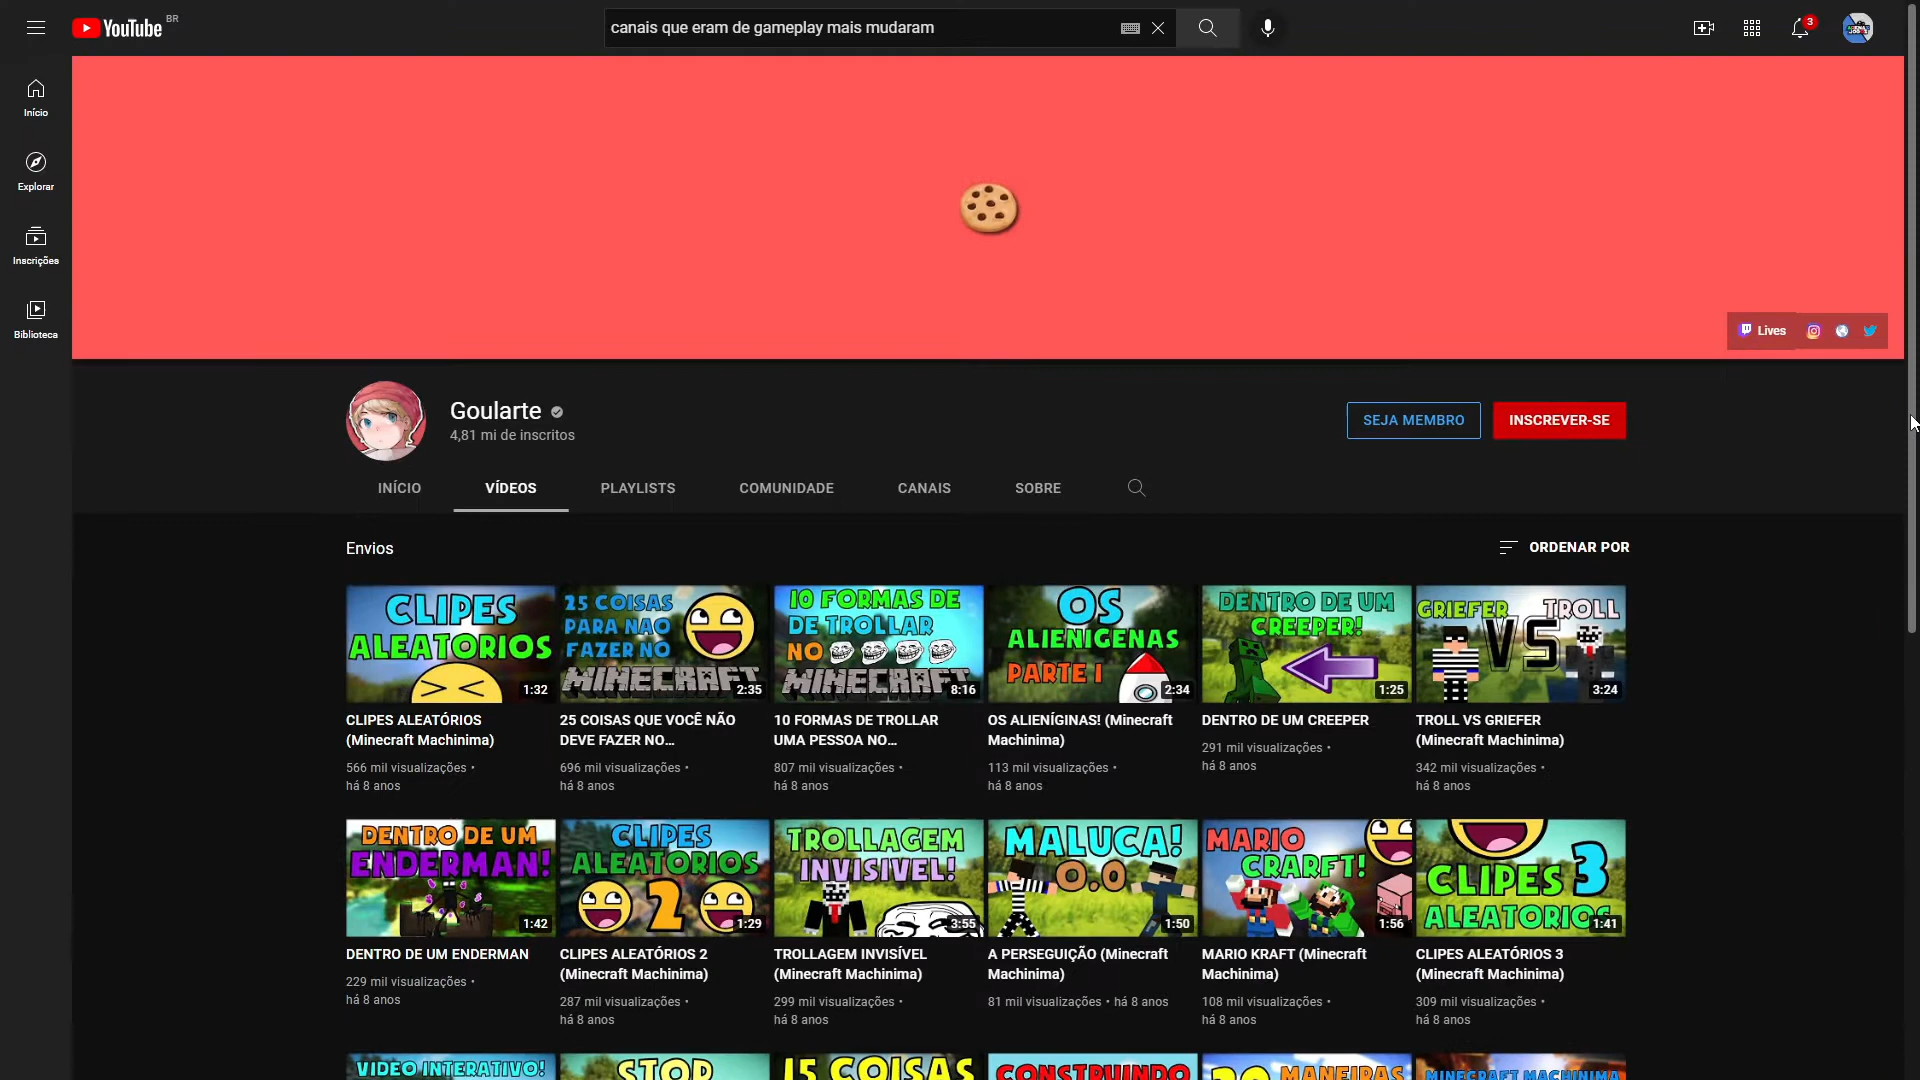 YouTube BR
canais que eram de gameplay mais mudaram
3
Início
Explorar
Inscrições
Biblioteca
Lives
Goularte
4,81 mi de inscritos
SEJA MEMBRO
INSCREVER-SE
INÍCIO
VÍDEOS
PLAYLISTS
COMUNIDADE
CANAIS
SOBRE
Envios
ORDENAR POR
CLIPES
ALEATORIOS
1:32
25 COISAS
PARA NAO
FAZER NO
MINECRAFT
2:35
10 FORMAS DE
DE TROLLAR
NO
MINECRAFT
8:16
OS
ALIENIGENAS
PARTE I
2:34
DENTRO DE UM
CREEPER!
1:25
GRIEFER VS TROLL
3:24
CLIPES ALEATÓRIOS
(Minecraft Machinima)
566 mil visualizações •
há 8 anos
25 COISAS QUE VOCÊ NÃO
DEVE FAZER NO...
696 mil visualizações •
há 8 anos
10 FORMAS DE TROLLAR
UMA PESSOA NO...
807 mil visualizações •
há 8 anos
OS ALIENÍGINAS! (Minecraft
Machinima)
113 mil visualizações •
há 8 anos
DENTRO DE UM CREEPER
291 mil visualizações •
há 8 anos
TROLL VS GRIEFER
(Minecraft Machinima)
342 mil visualizações •
há 8 anos
DENTRO DE UM
ENDERMAN!
1:42
CLIPES
ALEATORIOS
2
1:29
TROLLAGEM
INVISIVEL!
3:55
MALUCA!
O.O
1:50
MARIO
CRARFT!
1:56
CLIPES 3
ALEATORIOS
1:41
DENTRO DE UM ENDERMAN
229 mil visualizações •
há 8 anos
CLIPES ALEATÓRIOS 2
(Minecraft Machinima)
287 mil visualizações •
há 8 anos
TROLLAGEM INVISÍVEL
(Minecraft Machinima)
299 mil visualizações •
há 8 anos
A PERSEGUIÇÃO (Minecraft
Machinima)
81 mil visualizações • há 8 anos
MARIO KRAFT (Minecraft
Machinima)
108 mil visualizações •
há 8 anos
CLIPES ALEATÓRIOS 3
(Minecraft Machinima)
309 mil visualizações •
há 8 anos
VIDEO INTERATIVO!
STOP
15 COISAS
CONSTRUINDO
20 MANEIRAS
MINECRAFT MACHINIMA